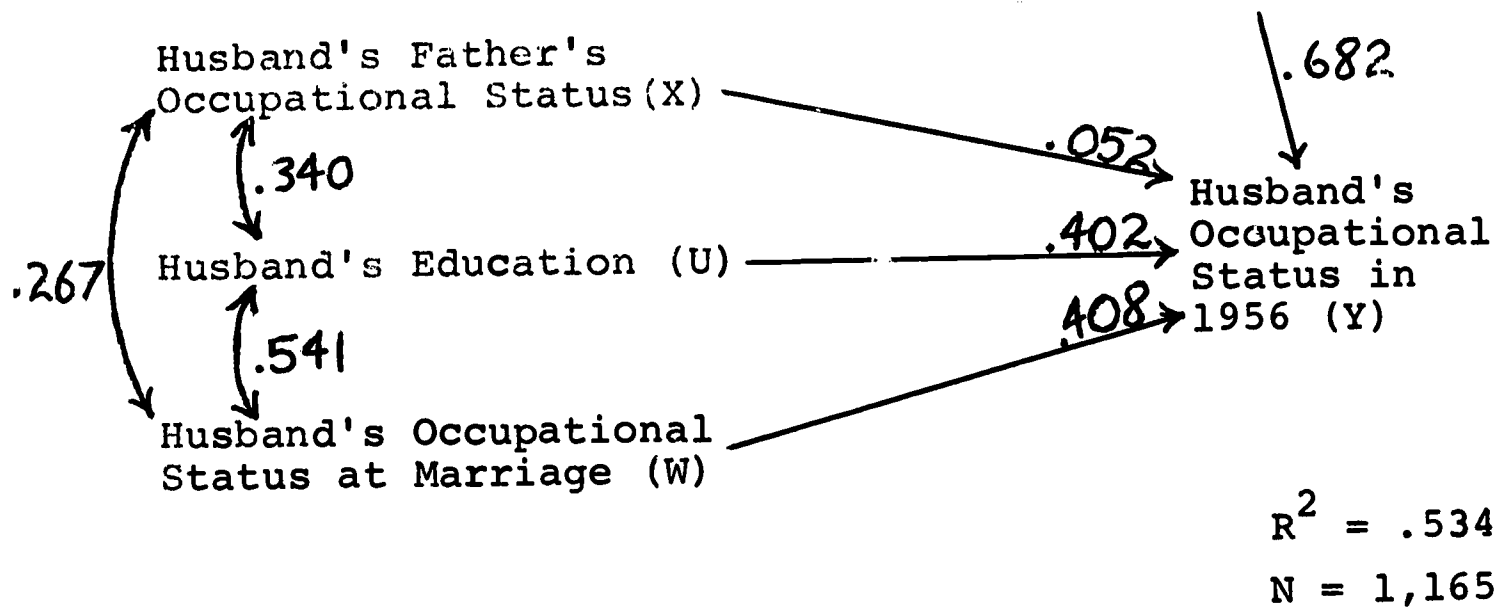 Husband's Father's
Occupational Status (X)
.682
.052
.340
Husband's
Occupational
Status in
1956 (Y)
.402
Husband's Education (U)
.267
.408
.541
Husband's Occupational
Status at Marriage (W)
R² = .534
N = 1,165